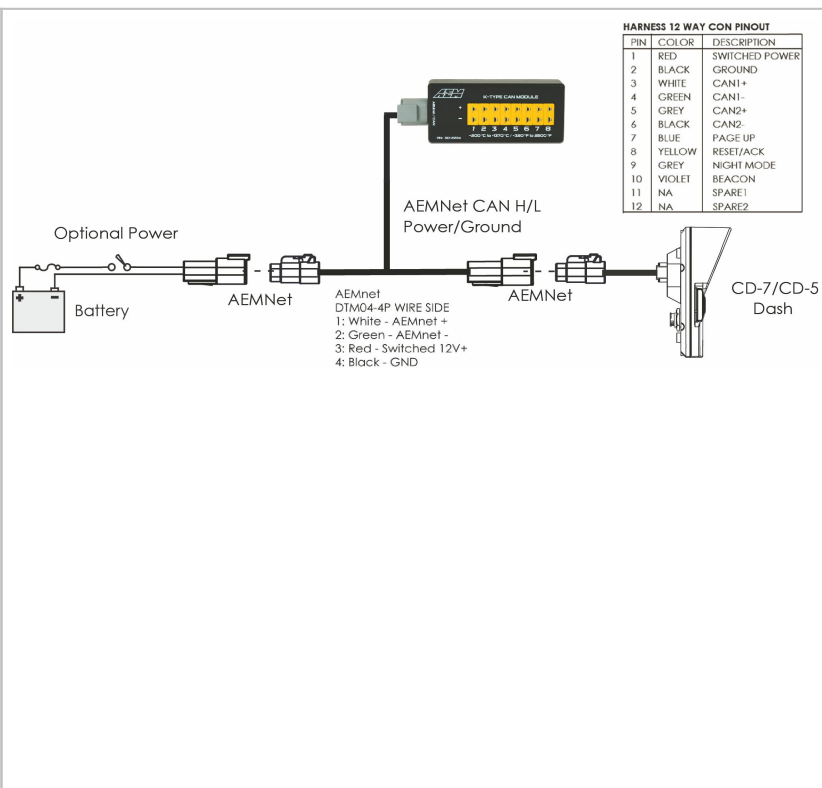 HARNESS 12 WAY CON PINOUT
PIN COLOR DESCRIPTION
1 RED SWITCHED POWER
2 BLACK GROUND
3 WHITE CAN1+
4 GREEN CAN1-
5 GREY CAN2+
6 BLACK CAN2-
7 BLUE PAGE UP
8 YELLOW RESET/ACK
9 GREY NIGHT MODE
10 VIOLET BEACON
11 NA SPARE1
12 NA SPARE2
AEM
K-TYPE CAN MODULE
+
-
1 2 3 4 5 6 7 8
AEMNet CAN H/L
Power/Ground
Optional Power
+ -
Battery
AEMNet
AEMnet
DTM04-4P WIRE SIDE
1: White - AEMnet +
2: Green - AEMnet -
3: Red - Switched 12V+
4: Black - GND
AEMNet
CD-7/CD-5
Dash